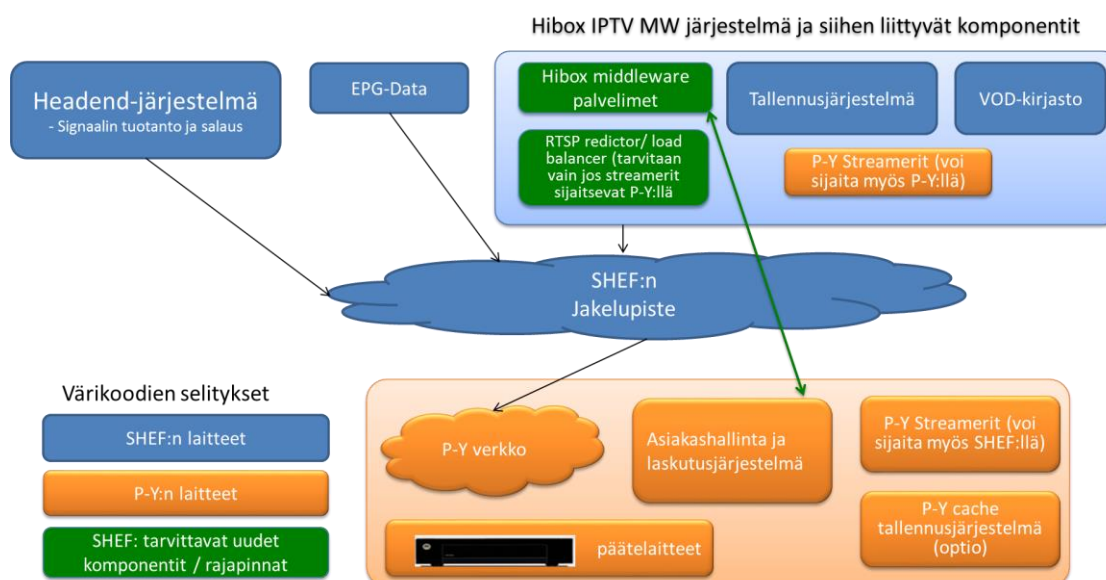 Hibox IPTV MW järjestelmä ja siihen liittyvät komponentit
Headend-järjestelmä
- Signaalin tuotanto ja salaus
EPG-Data
Hibox middleware
palvelimet
Tallennusjärjestelmä
VOD-kirjasto
RTSP redictor/ load
balancer (tarvitaan
vain jos streamerit
sijaitsevat P-Y:llä
P-Y Streamerit (voi
sijaita myös P-Y:llä)
SHEF:n
Jakelupiste
Värikoodien selitykset
SHEF:n laitteet
P-Y:n laitteet
SHEF: tarvittavat uudet
komponentit / rajapinnat
P-Y verkko
Asiakashallinta ja
laskutusjärjestelmä
P-Y Streamerit (voi
sijaita myös SHEF:llä)
päätelaitteet
P-Y cache
tallennusjärjestelmä
(optio)